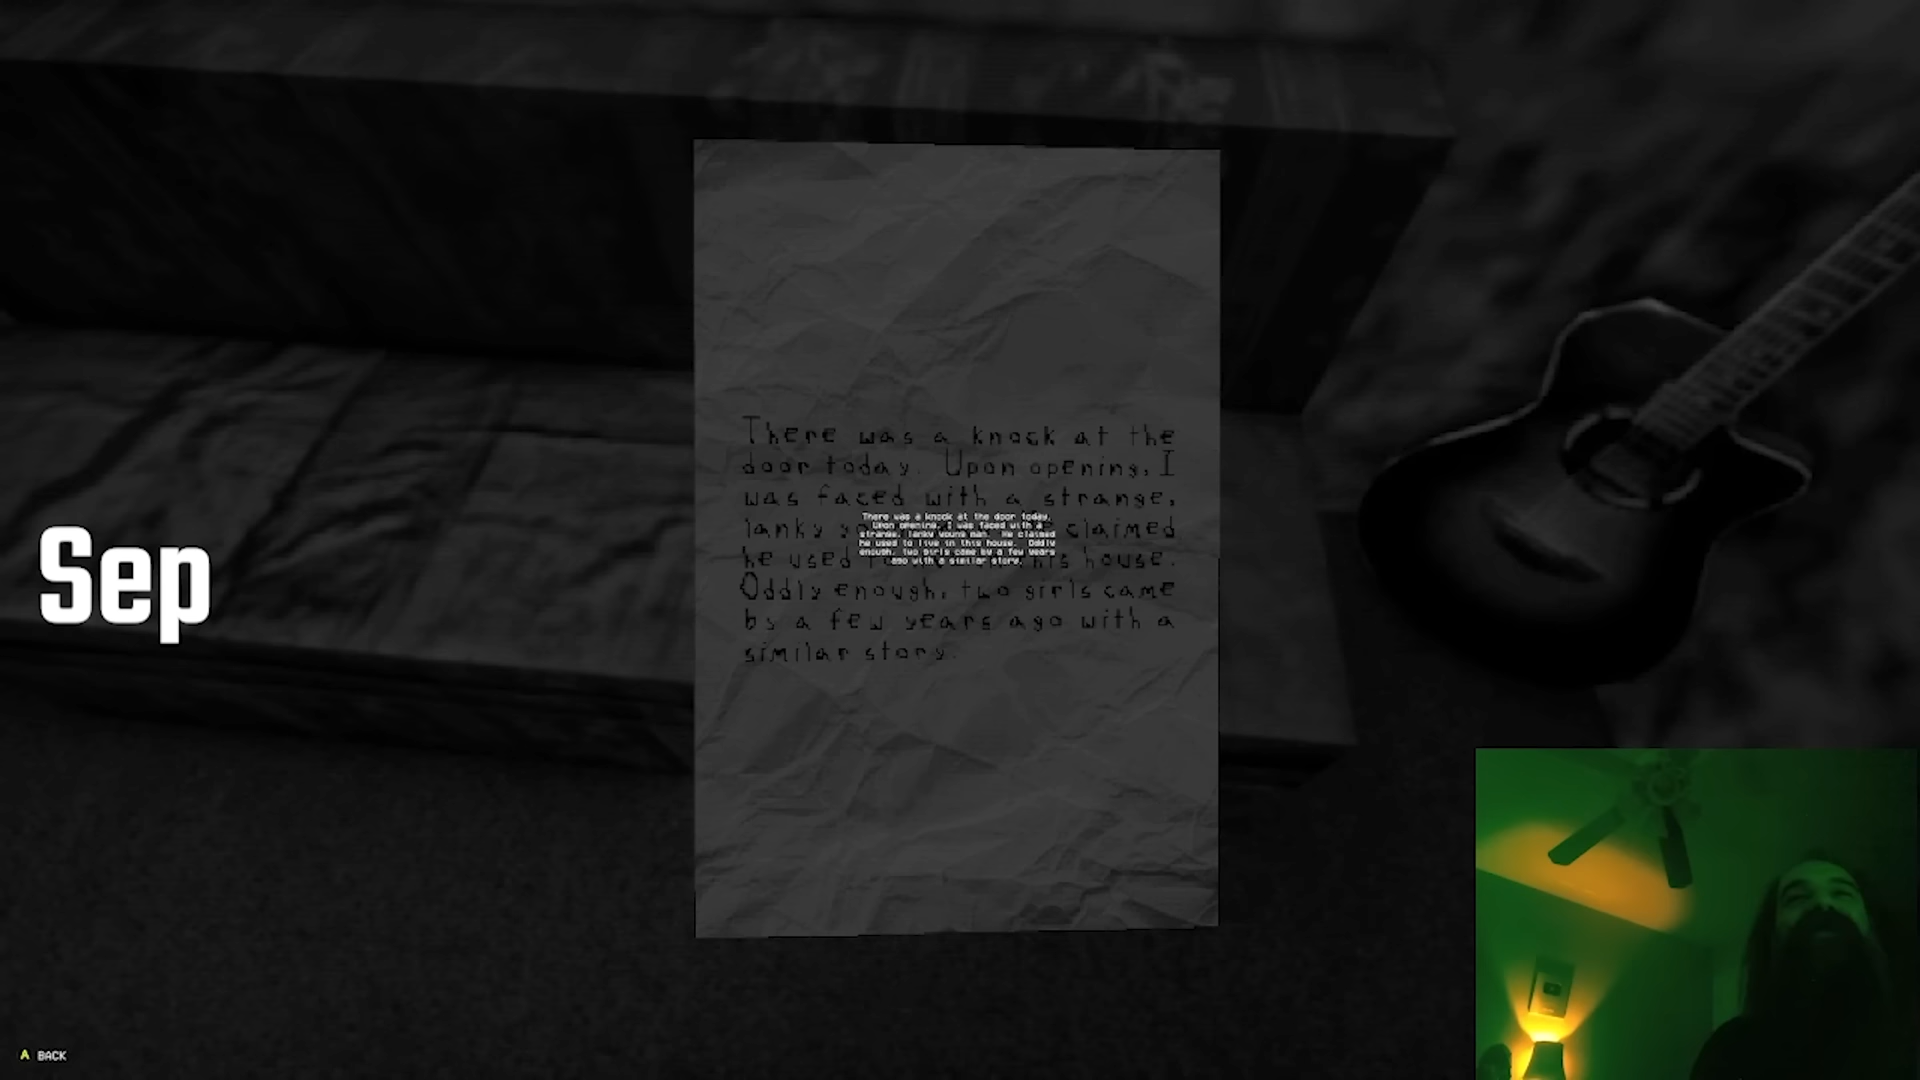 There was a knock at the
door today. Upon opening, I
was faced with a strange,
lanky claimed
he used his house.
Oddly enough, two girls came
by a few years ago with a
similar story.
There was a knock at the door today.
Upon opening, I was faced with a
strange, lanky young man. He claimed
he used to live in this house. Oddly
enough, two girls came by a few years
ago with a similar story.
Sep
A BACK